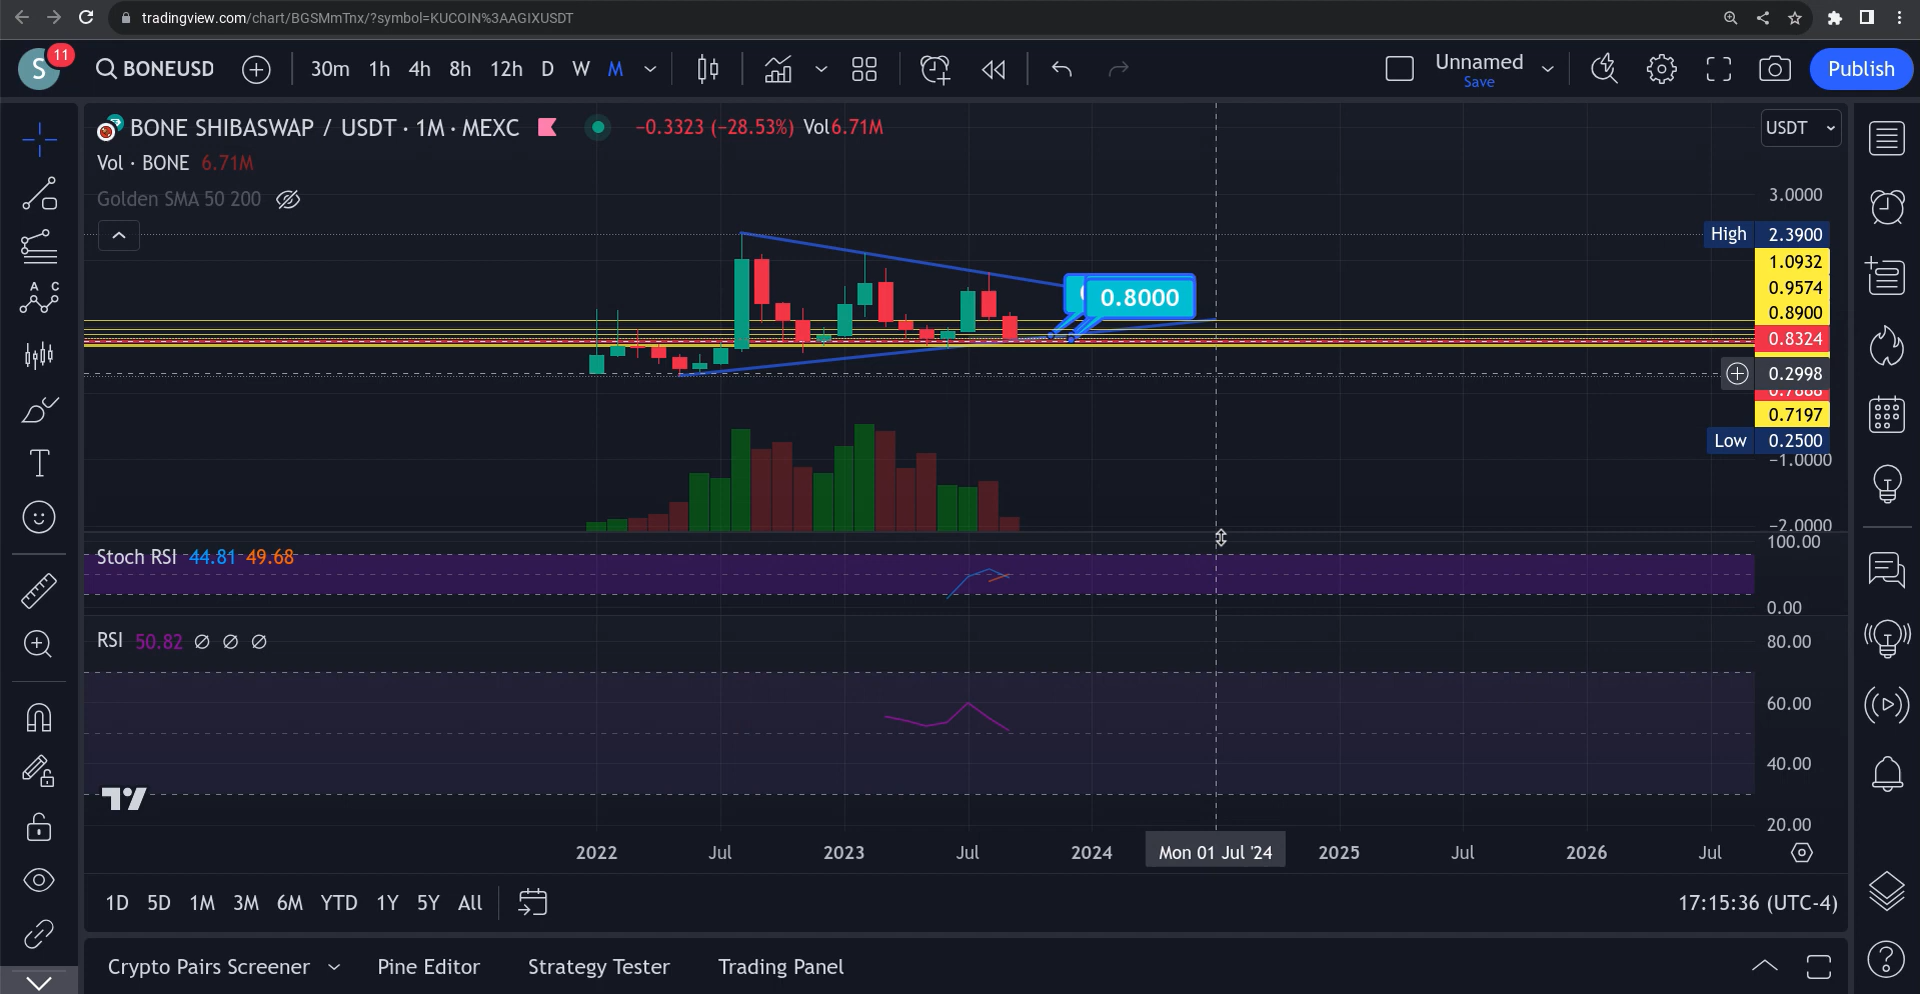 tradingview.com/chart/BGSMmTnx/?symbol=KUCOIN%3AAGIXUSDT
S 11 BONEUSD 30m 1h 4h 8h 12h D W M Unnamed Save Publish
BONE SHIBASWAP / USDT · 1M · MEXC −0.3323 (−28.53%) Vol6.71M USDT
Vol · BONE 6.71M
Golden SMA 50 200
3.0000
High 2.3900
1.0932
0.9574
0.8000
0.8900
0.8324
0.2998
0.7197
Low 0.2500
−1.0000
−2.0000
100.00
Stoch RSI 44.81 49.68
0.00
RSI 50.82 ∅ ∅ ∅
80.00
60.00
40.00
20.00
2022 Jul 2023 Jul 2024 Mon 01 Jul '24 2025 Jul 2026 Jul
1D 5D 1M 3M 6M YTD 1Y 5Y All 17:15:36 (UTC-4)
Crypto Pairs Screener Pine Editor Strategy Tester Trading Panel